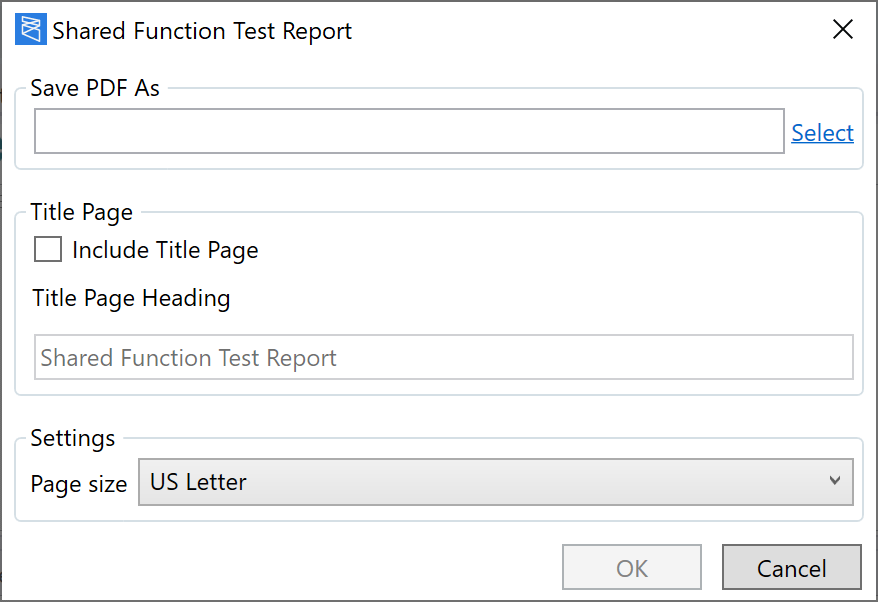 Shared Function Test Report
Save PDF As
Select
Title Page
Include Title Page
Title Page Heading
Shared Function Test Report
Settings
Page size US Letter
OK Cancel